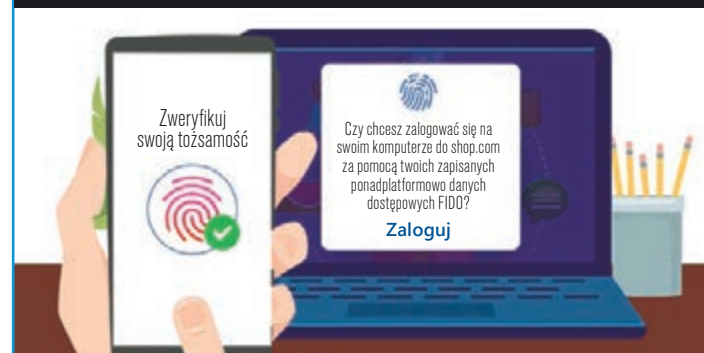 Zweryfikuj
swoją tożsamość
Czy chcesz zalogować się na
swoim komputerze do shop.com
za pomocą twoich zapisanych
ponadplatformowo danych
dostępowych FIDO?
Zaloguj